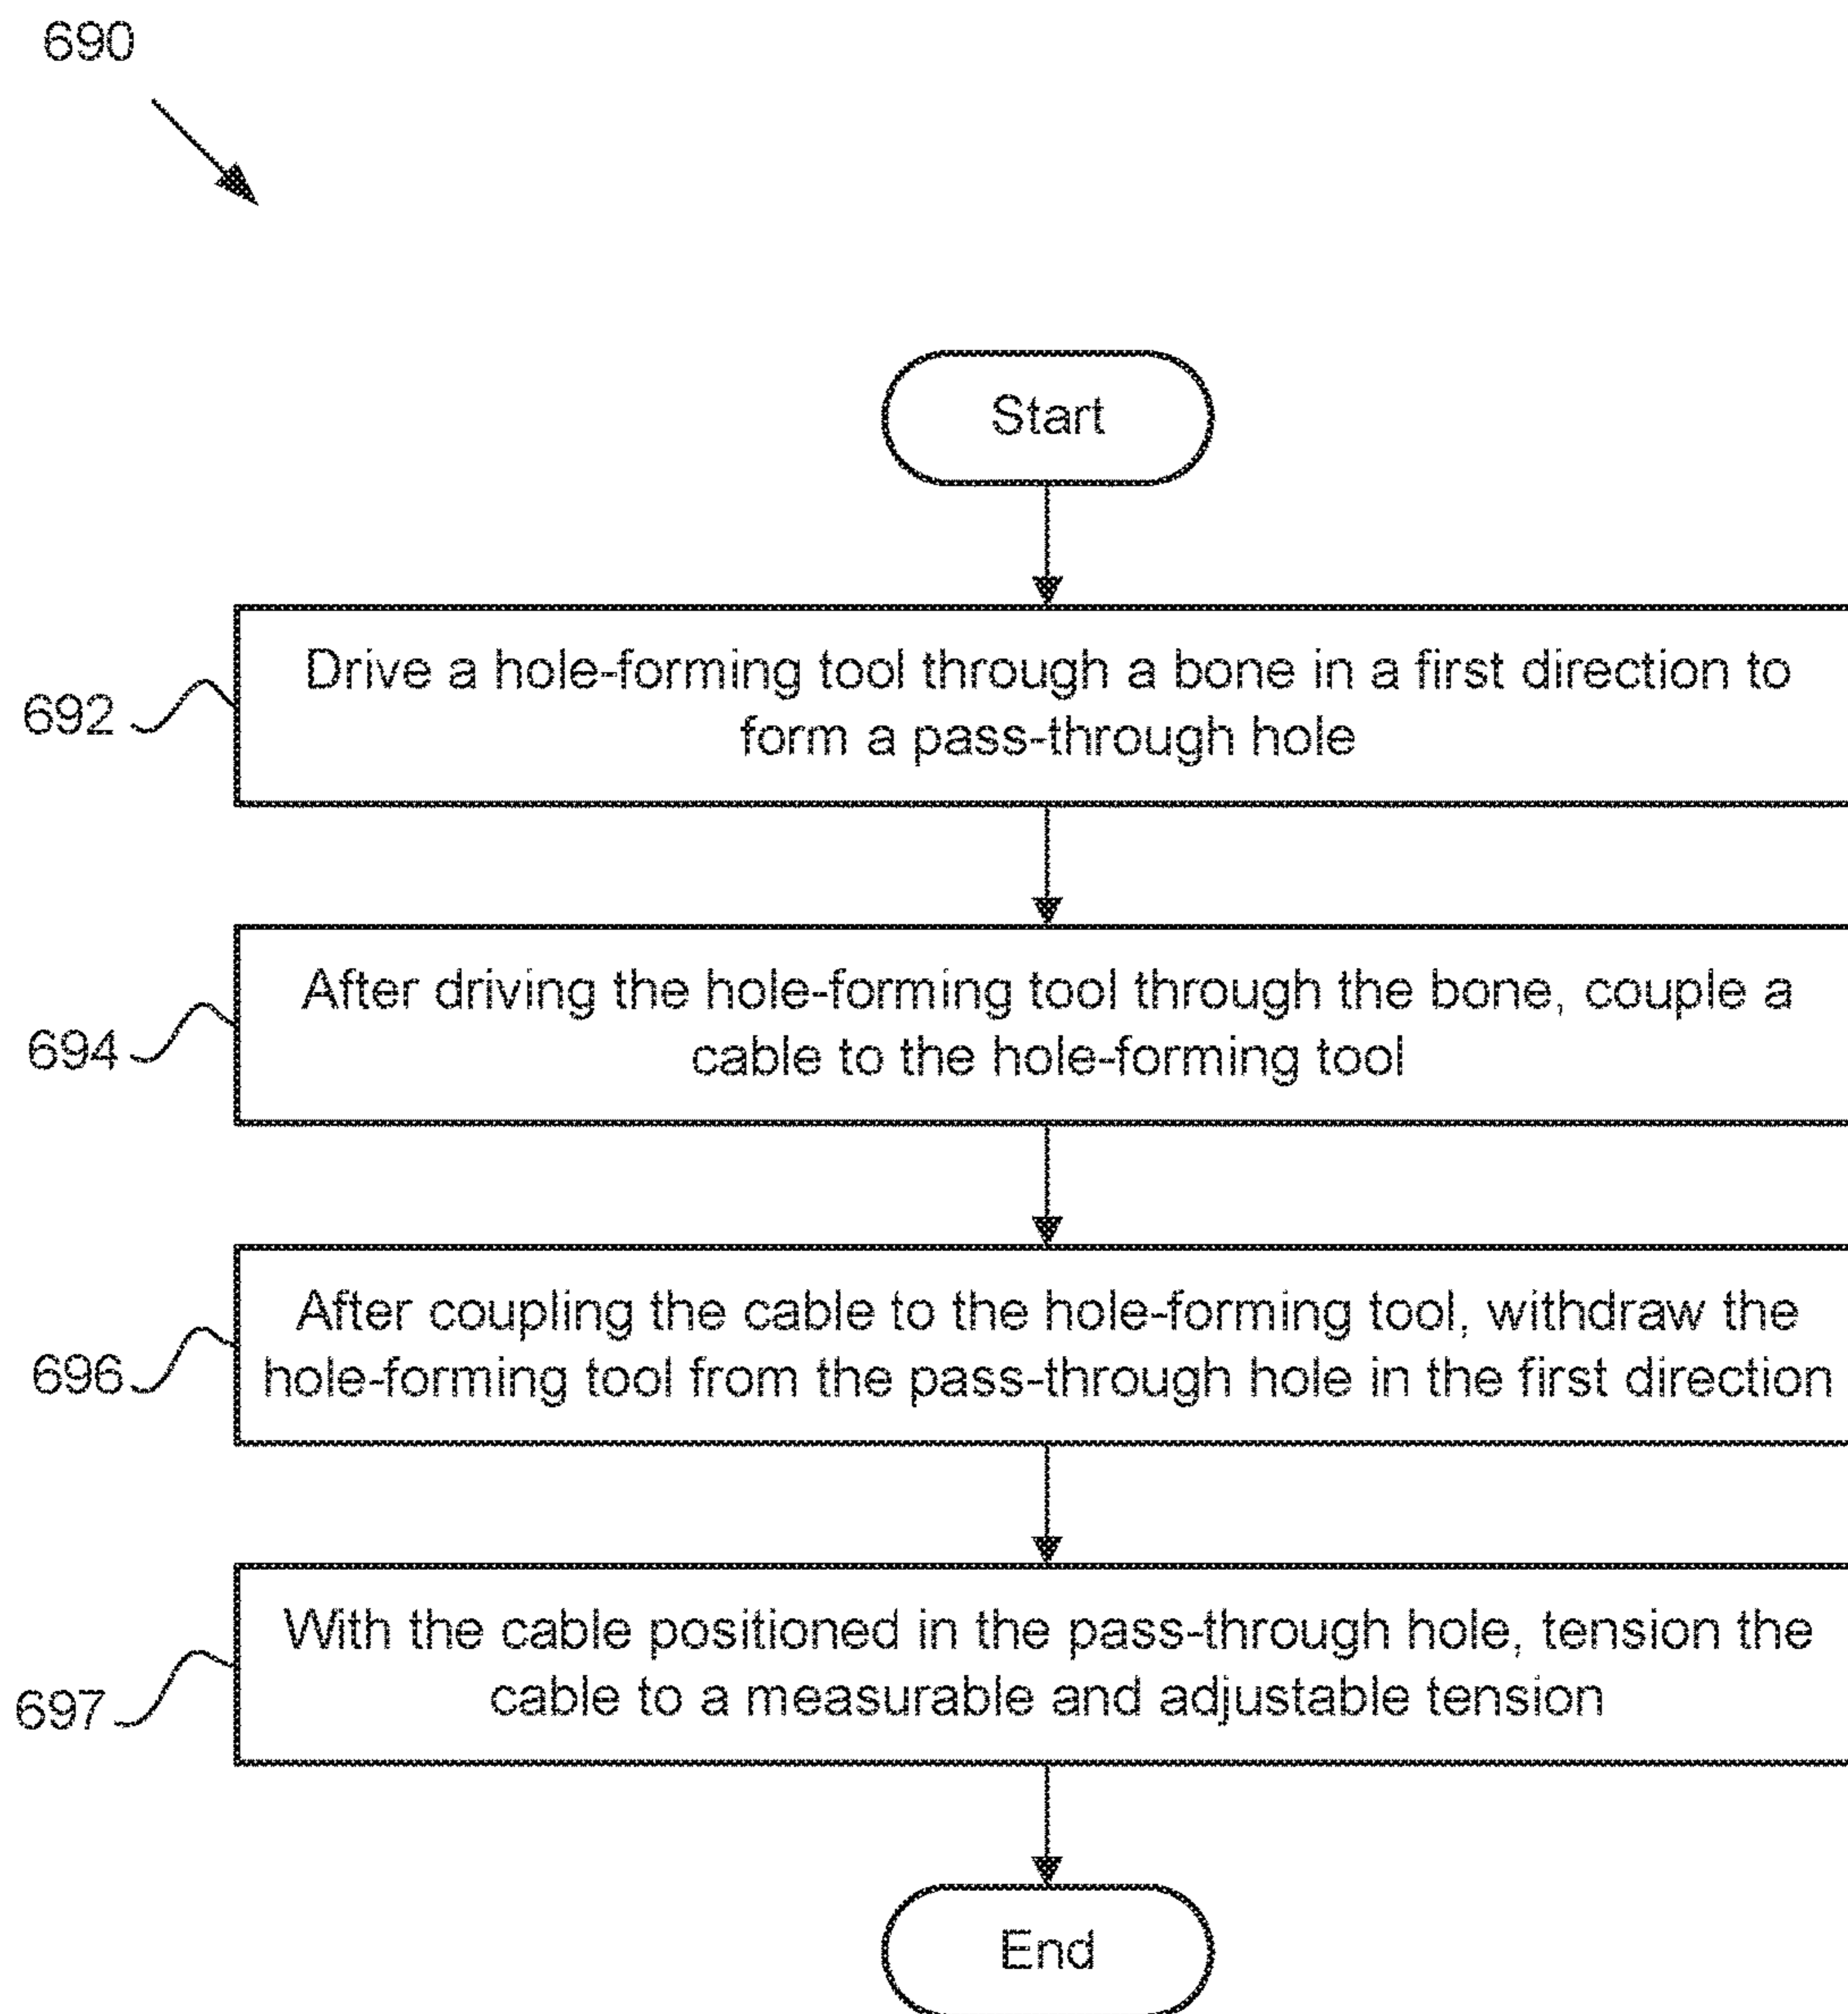 690
Start
692
Drive a hole-forming tool through a bone in a first direction to
form a pass-through hole
694
After driving the hole-forming tool through the bone, couple a
cable to the hole-forming tool
696
After coupling the cable to the hole-forming tool, withdraw the
hole-forming tool from the pass-through hole in the first direction
697
With the cable positioned in the pass-through hole, tension the
cable to a measurable and adjustable tension
End